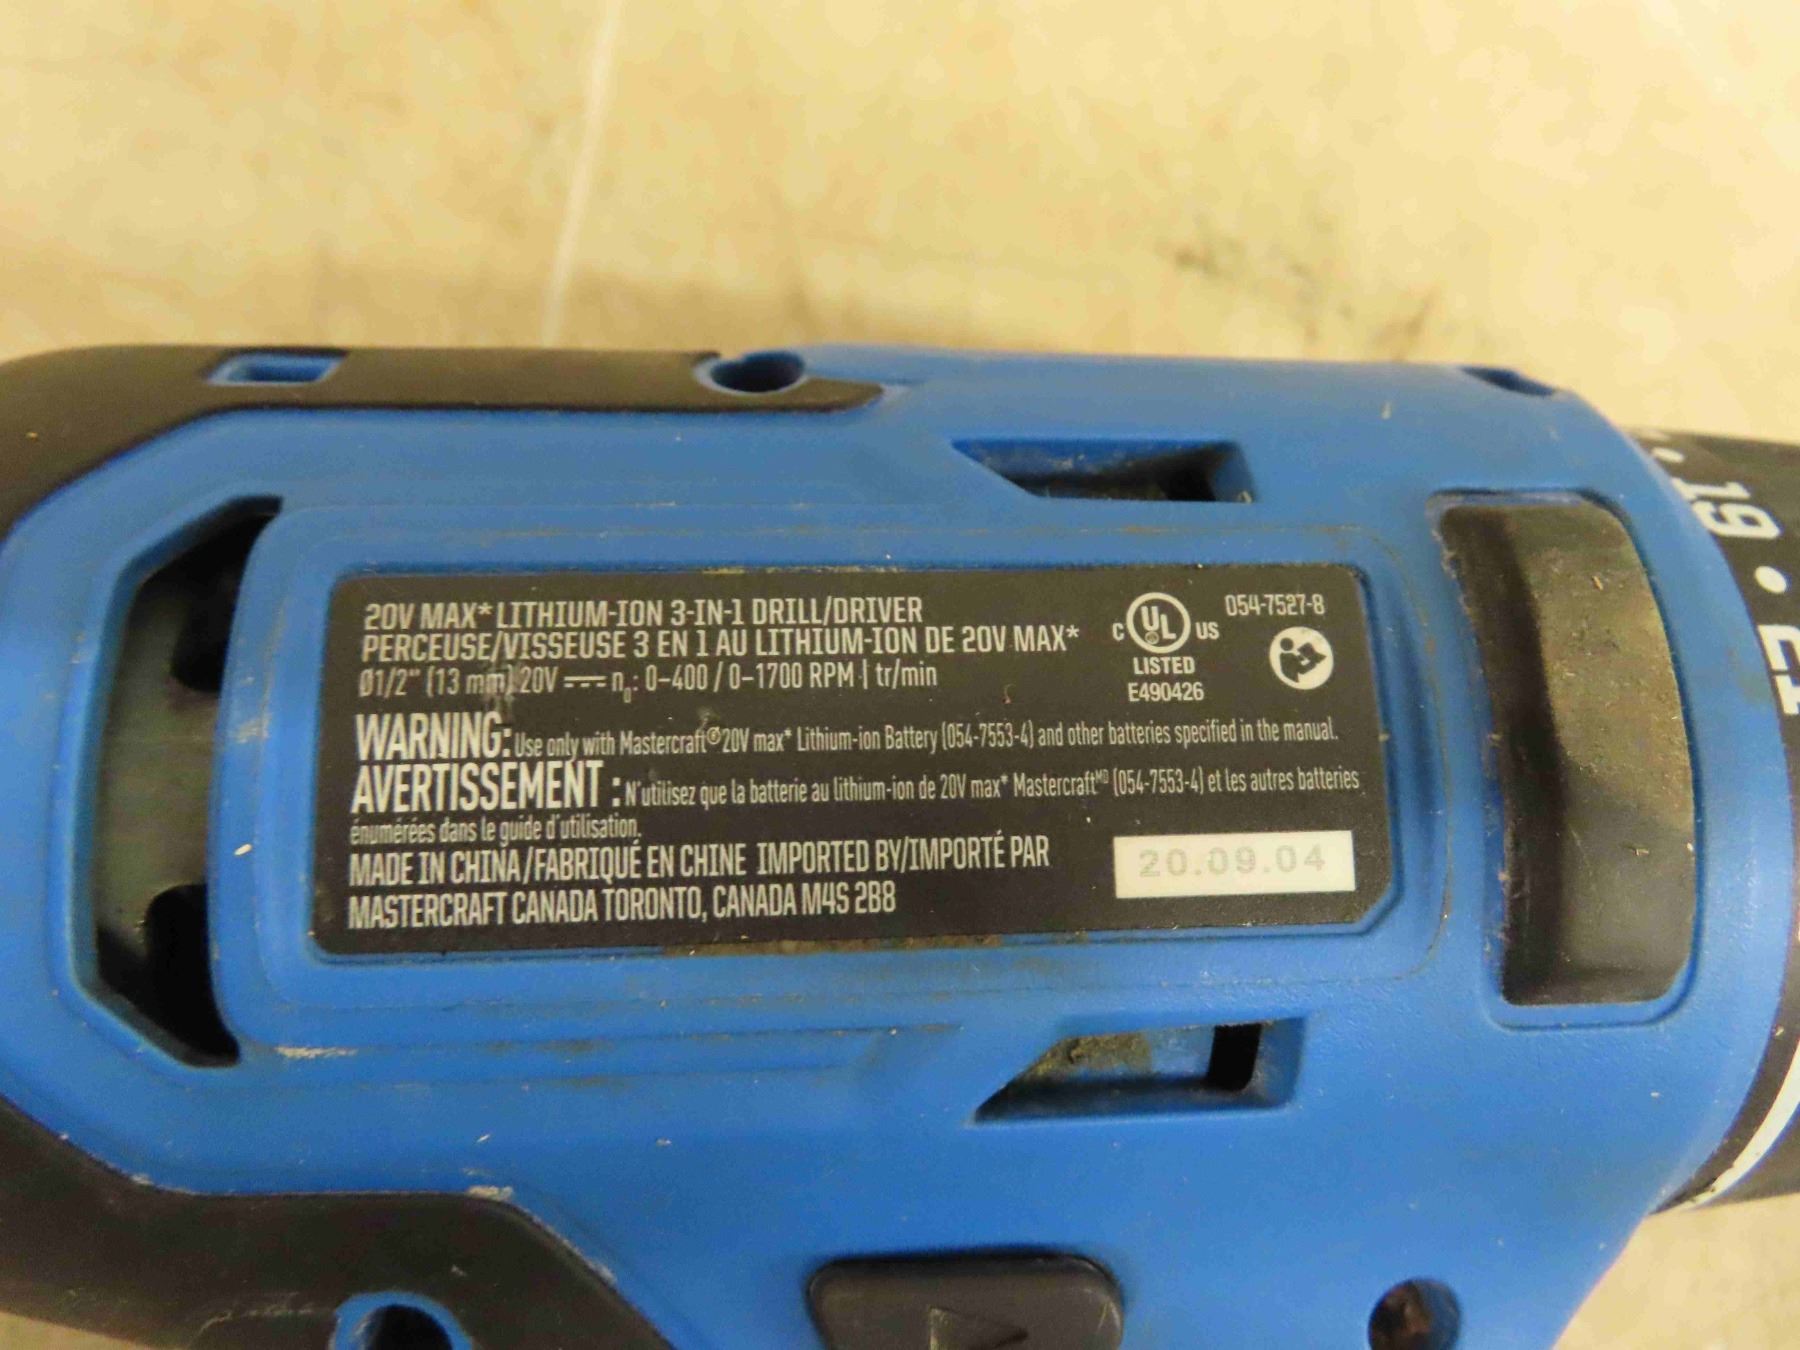 20V MAX* LITHIUM-ION 3-IN-1 DRILL/DRIVER
PERCEUSE/VISSEUSE 3 EN 1 AU LITHIUM-ION DE 20V MAX*
Ø1/2" (13 mm) 20V ⎓ n₀: 0-400 / 0-1700 RPM | tr/min
C UL US
LISTED
E490426
054-7527-8
WARNING: Use only with Mastercraft® 20V max* Lithium-ion Battery (054-7553-4) and other batteries specified in the manual.
AVERTISSEMENT : N'utilisez que la batterie au lithium-ion de 20V max* Mastercraft ᴹᴰ (054-7553-4) et les autres batteries
énumérées dans le guide d'utilisation.
MADE IN CHINA/FABRIQUÉ EN CHINE IMPORTED BY/IMPORTÉ PAR
MASTERCRAFT CANADA TORONTO, CANADA M4S 2B8
20.09.04
19